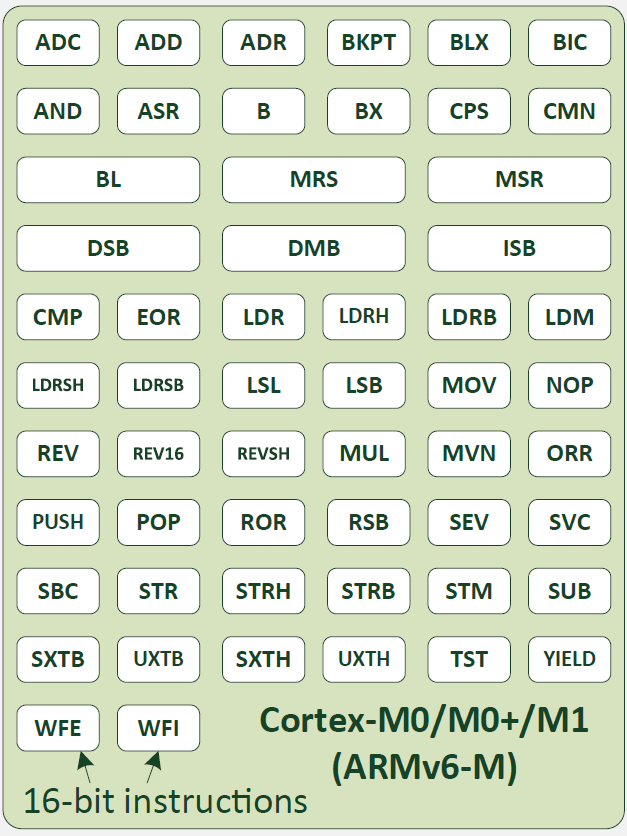 ADC ADD ADR BKPT BLX BIC
AND ASR B BX CPS CMN
BL MRS MSR
DSB DMB ISB
CMP EOR LDR LDRH LDRB LDM
LDRSH LDRSB LSL LSB MOV NOP
REV REV16 REVSH MUL MVN ORR
PUSH POP ROR RSB SEV SVC
SBC STR STRH STRB STM SUB
SXTB UXTB SXTH UXTH TST YIELD
WFE WFI
Cortex-M0/M0+/M1
(ARMv6-M)
16-bit instructions